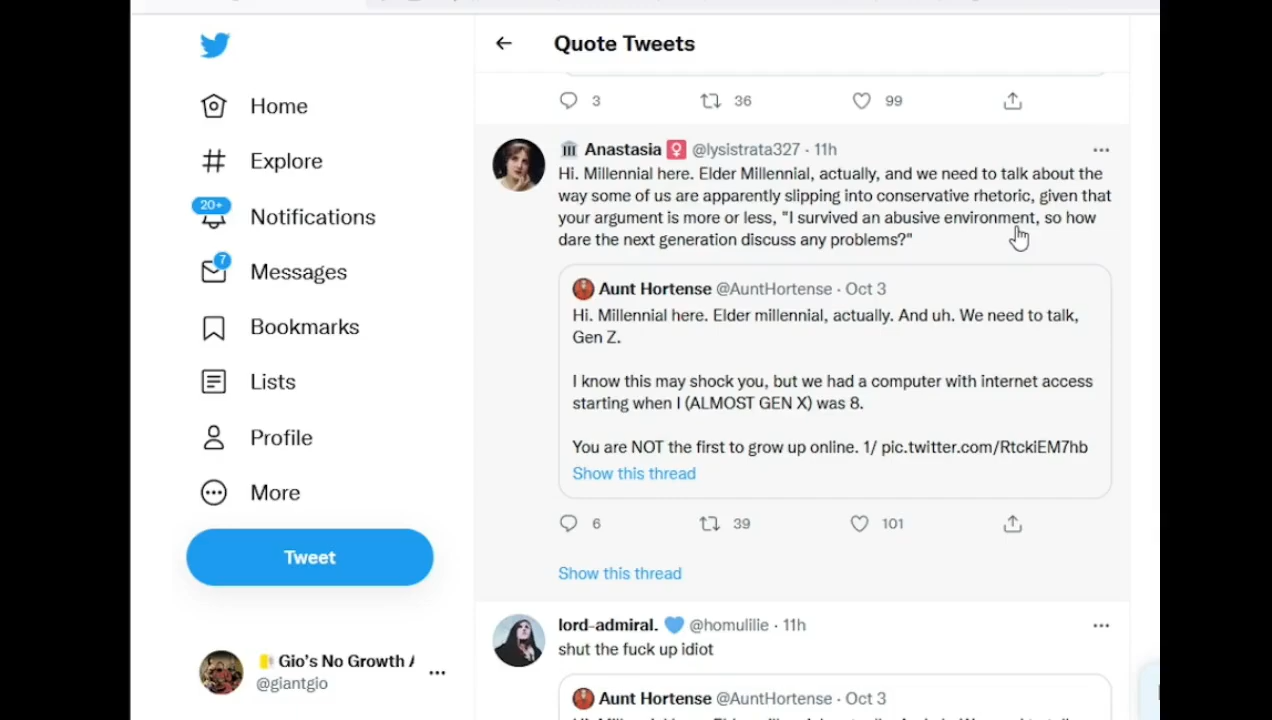 Quote Tweets
3 36 99
Home
Explore
20+
Notifications
7
Messages
Bookmarks
Lists
Profile
More
Tweet
Gio's No Growth
@giantgio
Anastasia @lysistrata327 · 11h
Hi. Millennial here. Elder Millennial, actually, and we need to talk about the
way some of us are apparently slipping into conservative rhetoric, given that
your argument is more or less, "I survived an abusive environment, so how
dare the next generation discuss any problems?"
Aunt Hortense @AuntHortense · Oct 3
Hi. Millennial here. Elder millennial, actually. And uh. We need to talk,
Gen Z.
I know this may shock you, but we had a computer with internet access
starting when I (ALMOST GEN X) was 8.
You are NOT the first to grow up online. 1/ pic.twitter.com/RtckiEM7hb
Show this thread
6 39 101
Show this thread
lord-admiral. @homulilie · 11h
shut the fuck up idiot
Aunt Hortense @AuntHortense · Oct 3